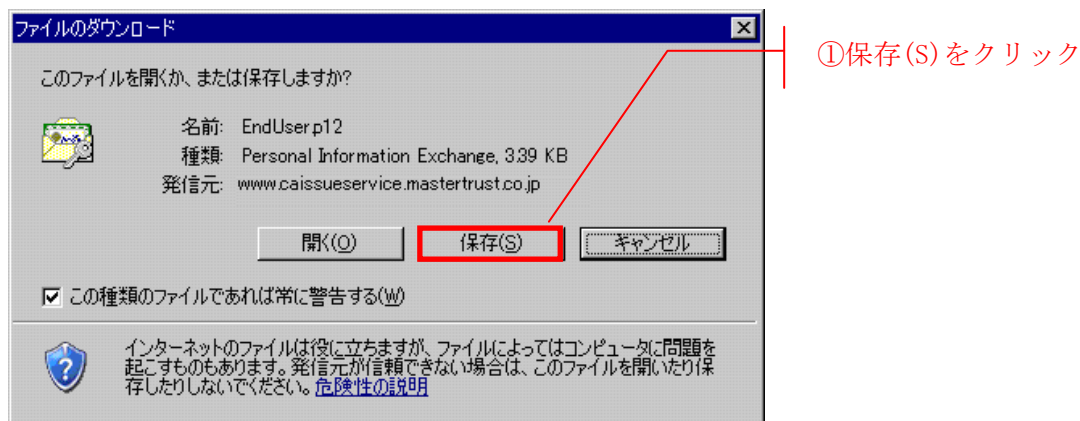 ファイルのダウンロード
①保存(S)をクリック
このファイルを開くか、または保存しますか?
名前: EndUser.p12
種類: Personal Information Exchange, 3.39 KB
発信元: www.caissueservice.mastertrust.co.jp
開く(O) 保存(S) キャンセル
この種類のファイルであれば常に警告する(W)
インターネットのファイルは役に立ちますが、ファイルによってはコンピュータに問題を
起こすものもあります。発信元が信頼できない場合は、このファイルを開いたり保
存したりしないでください。危険性の説明